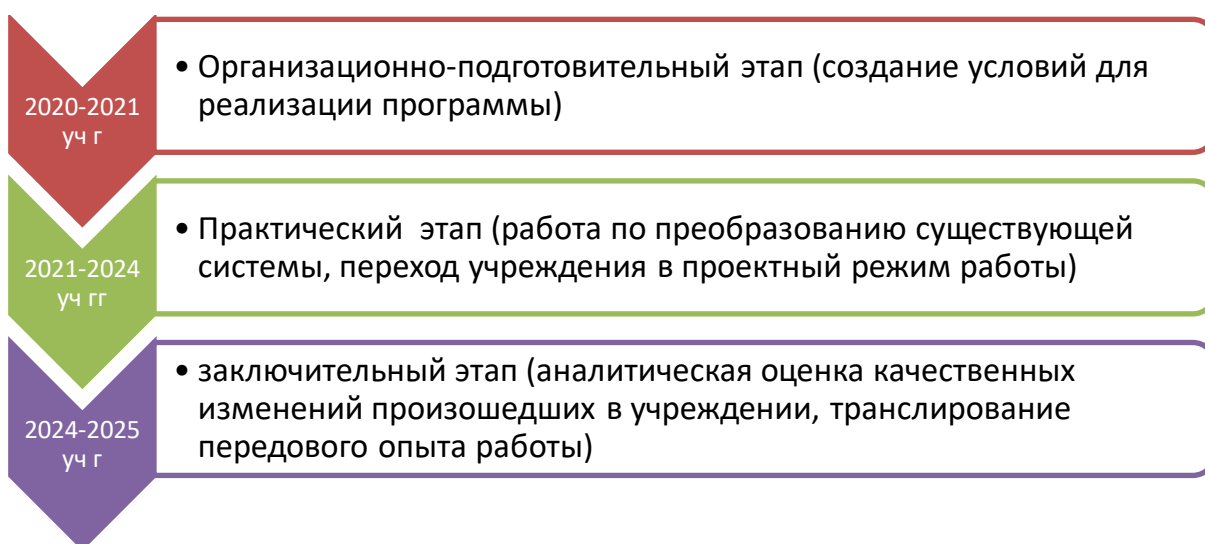 2020-2021
уч г
• Организационно-подготовительный этап (создание условий для
реализации программы)
2021-2024
уч гг
• Практический этап (работа по преобразованию существующей
системы, переход учреждения в проектный режим работы)
2024-2025
уч г
• заключительный этап (аналитическая оценка качественных
изменений произошедших в учреждении, транслирование
передового опыта работы)